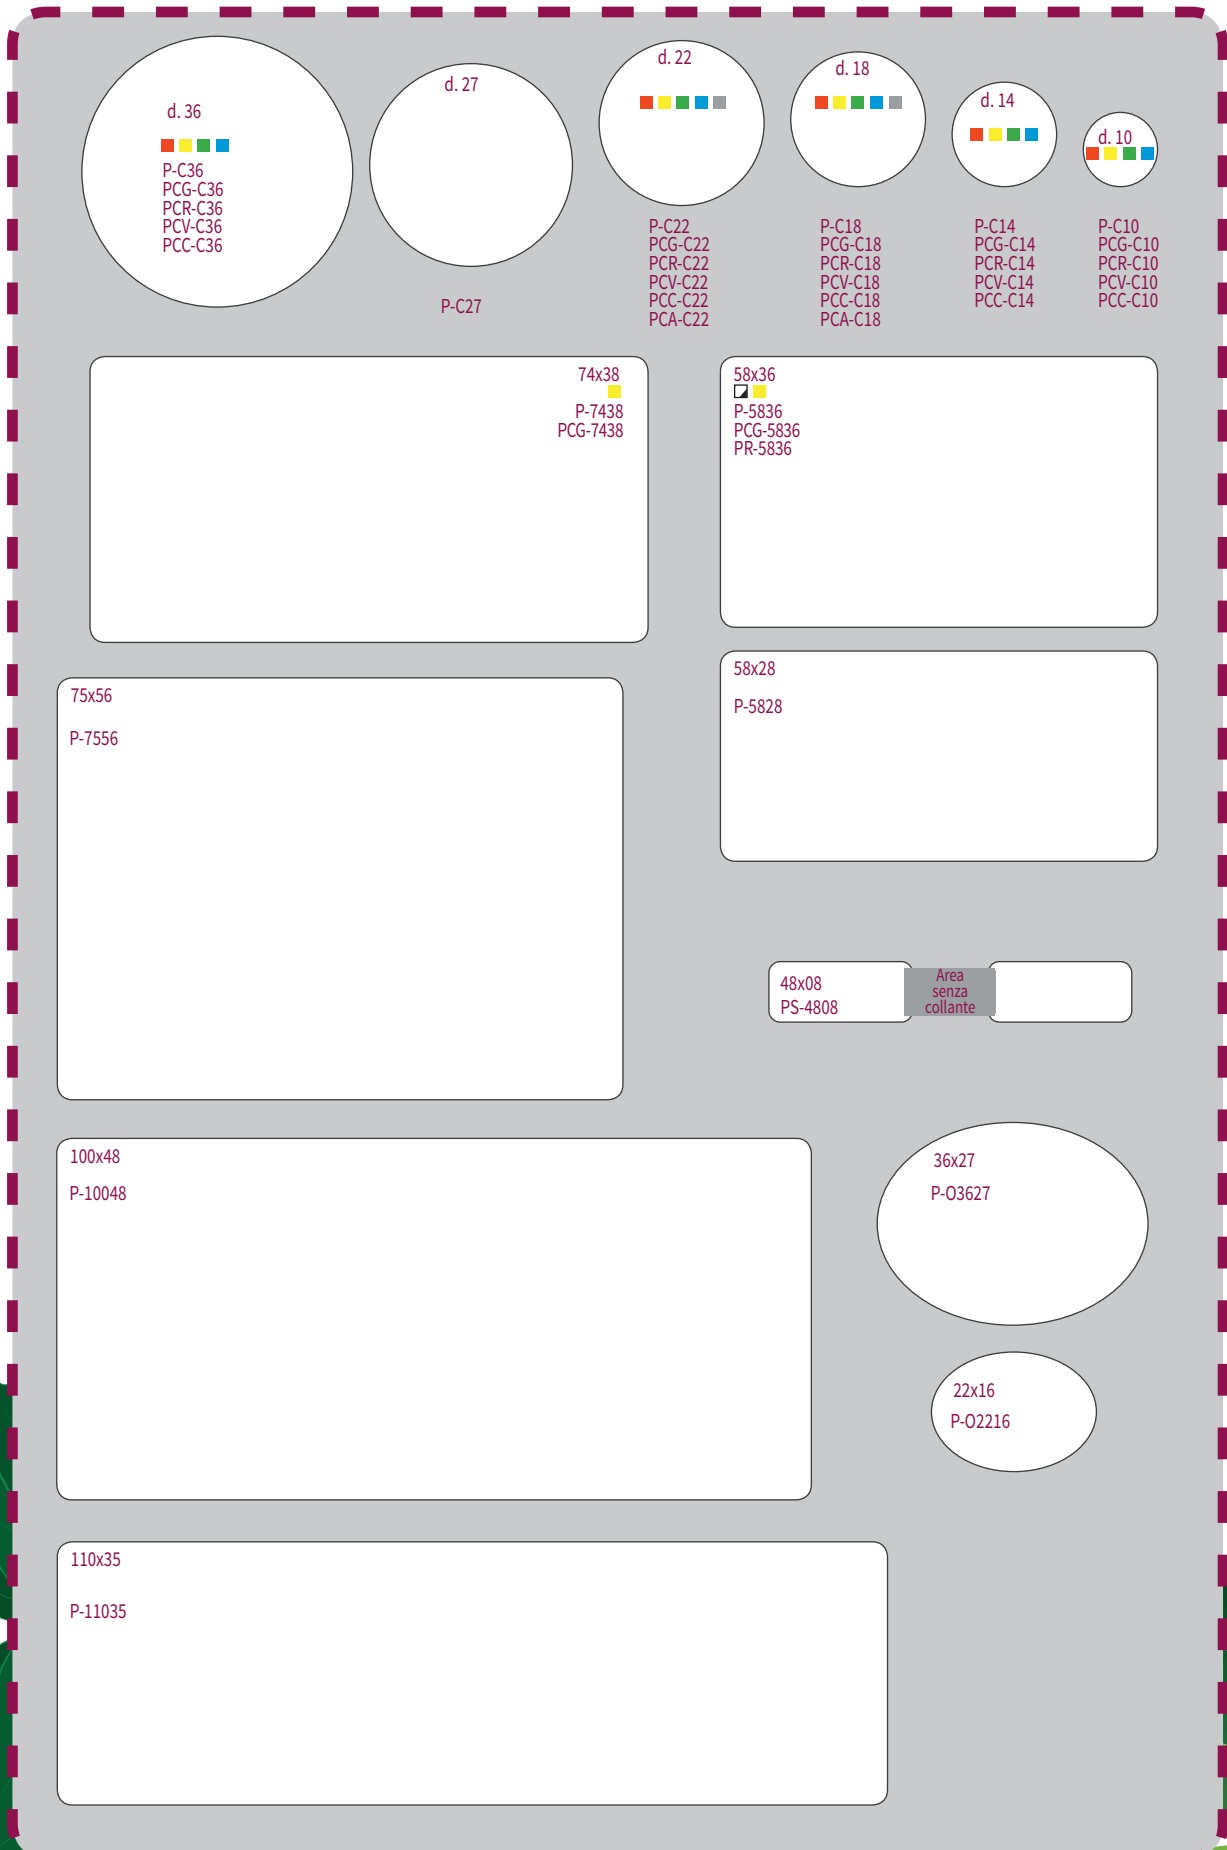 d. 36
P-C36
PCG-C36
PCR-C36
PCV-C36
PCC-C36
d. 27
P-C27
d. 22
P-C22
PCG-C22
PCR-C22
PCV-C22
PCC-C22
PCA-C22
d. 18
P-C18
PCG-C18
PCR-C18
PCV-C18
PCC-C18
PCA-C18
d. 14
P-C14
PCG-C14
PCR-C14
PCV-C14
PCC-C14
d. 10
P-C10
PCG-C10
PCR-C10
PCV-C10
PCC-C10
74x38
P-7438
PCG-7438
58x36
P-5836
PCG-5836
PR-5836
75x56
P-7556
58x28
P-5828
48x08
PS-4808
Area
senza
collante
100x48
P-10048
36x27
P-O3627
22x16
P-O2216
110x35
P-11035